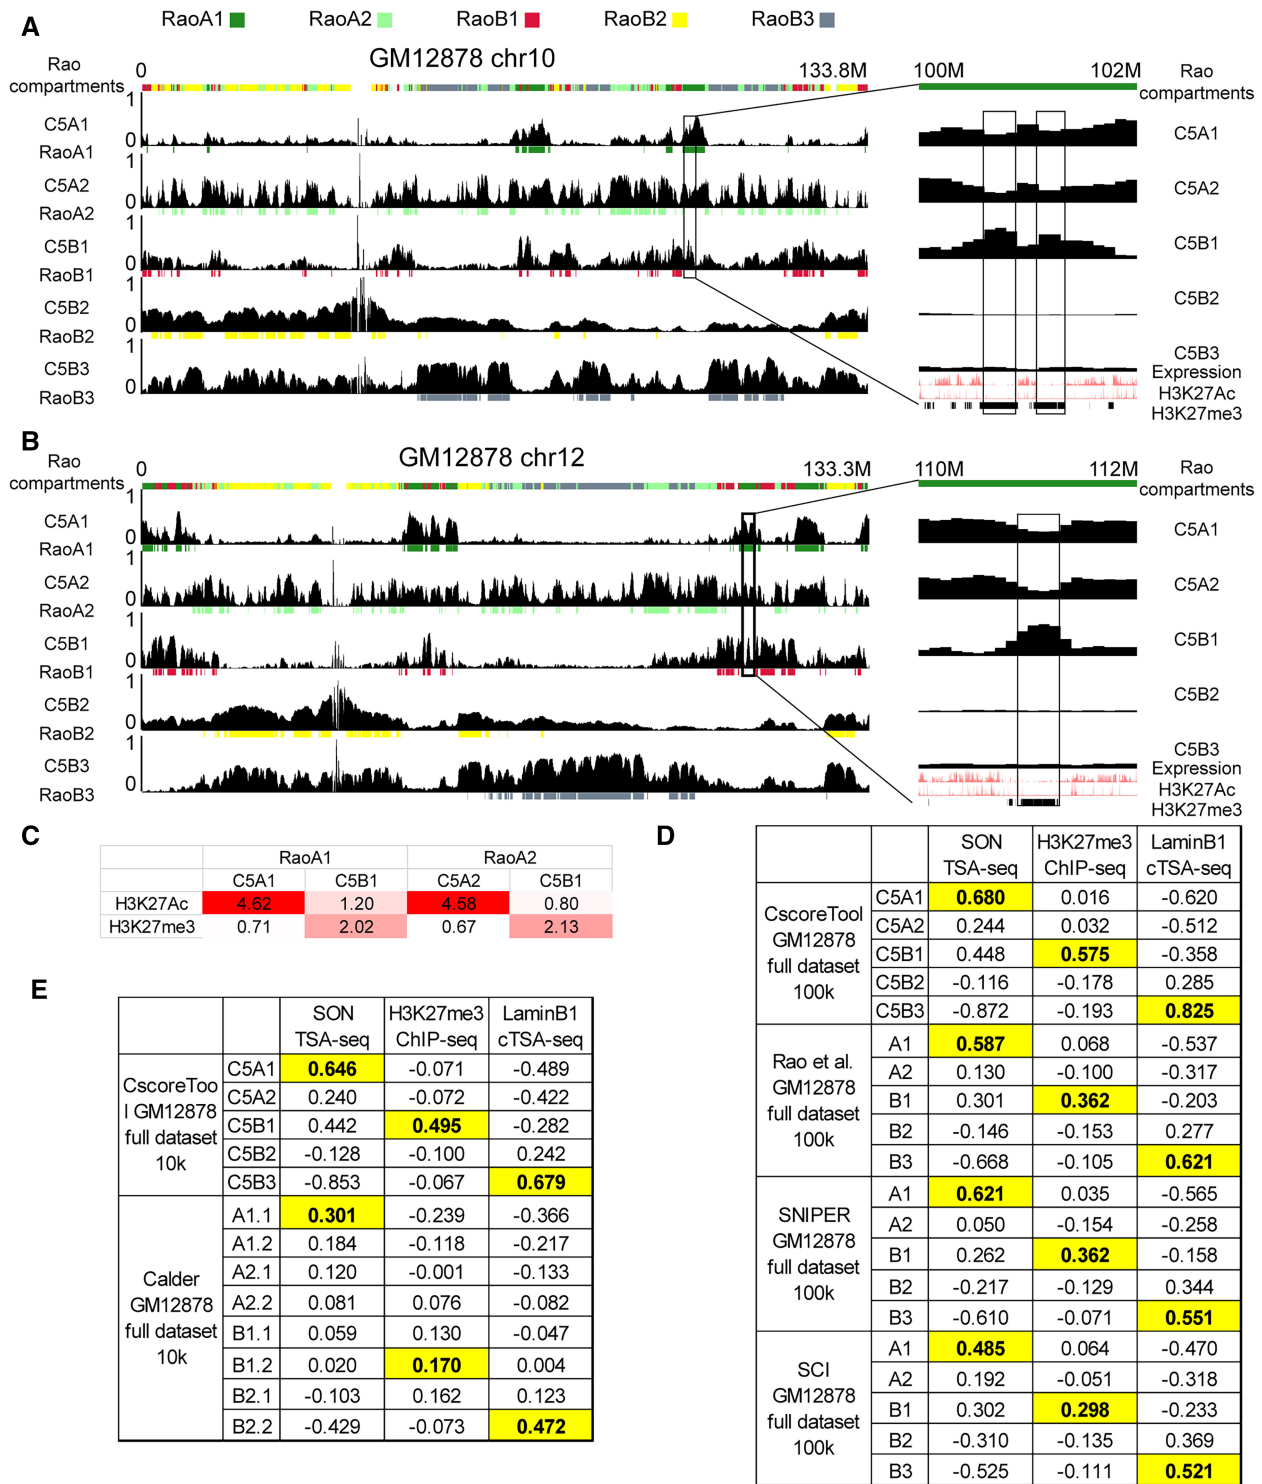 A
RaoA1 RaoA2 RaoB1 RaoB2 RaoB3
GM12878 chr10
Rao compartments
0 133.8M
100M 102M
Rao compartments
1
C5A1
0
RaoA1
1
C5A2
0
RaoA2
1
C5B1
0
RaoB1
1
C5B2
0
RaoB2
1
C5B3
0
RaoB3
C5A1
C5A2
C5B1
C5B2
C5B3
Expression
H3K27Ac
H3K27me3
B
GM12878 chr12
Rao compartments
0 133.3M
110M 112M
Rao compartments
1
C5A1
0
RaoA1
1
C5A2
0
RaoA2
1
C5B1
0
RaoB1
1
C5B2
0
RaoB2
1
C5B3
0
RaoB3
C5A1
C5A2
C5B1
C5B2
C5B3
Expression
H3K27Ac
H3K27me3
C
RaoA1 RaoA2
C5A1 C5B1 C5A2 C5B1
H3K27Ac 4.62 1.20 4.58 0.80
H3K27me3 0.71 2.02 0.67 2.13
D
SON TSA-seq H3K27me3 ChIP-seq LaminB1 cTSA-seq
CscoreTool GM12878 full dataset 100k
C5A1 0.680 0.016 -0.620
C5A2 0.244 0.032 -0.512
C5B1 0.448 0.575 -0.358
C5B2 -0.116 -0.178 0.285
C5B3 -0.872 -0.193 0.825
Rao et al. GM12878 full dataset 100k
A1 0.587 0.068 -0.537
A2 0.130 -0.100 -0.317
B1 0.301 0.362 -0.203
B2 -0.146 -0.153 0.277
B3 -0.668 -0.105 0.621
SNIPER GM12878 full dataset 100k
A1 0.621 0.035 -0.565
A2 0.050 -0.154 -0.258
B1 0.262 0.362 -0.158
B2 -0.217 -0.129 0.344
B3 -0.610 -0.071 0.551
SCI GM12878 full dataset 100k
A1 0.485 0.064 -0.470
A2 0.192 -0.051 -0.318
B1 0.302 0.298 -0.233
B2 -0.310 -0.135 0.369
B3 -0.525 -0.111 0.521
E
SON TSA-seq H3K27me3 ChIP-seq LaminB1 cTSA-seq
CscoreToo l GM12878 full dataset 10k
C5A1 0.646 -0.071 -0.489
C5A2 0.240 -0.072 -0.422
C5B1 0.442 0.495 -0.282
C5B2 -0.128 -0.100 0.242
C5B3 -0.853 -0.067 0.679
Calder GM12878 full dataset 10k
A1.1 0.301 -0.239 -0.366
A1.2 0.184 -0.118 -0.217
A2.1 0.120 -0.001 -0.133
A2.2 0.081 0.076 -0.082
B1.1 0.059 0.130 -0.047
B1.2 0.020 0.170 0.004
B2.1 -0.103 0.162 0.123
B2.2 -0.429 -0.073 0.472